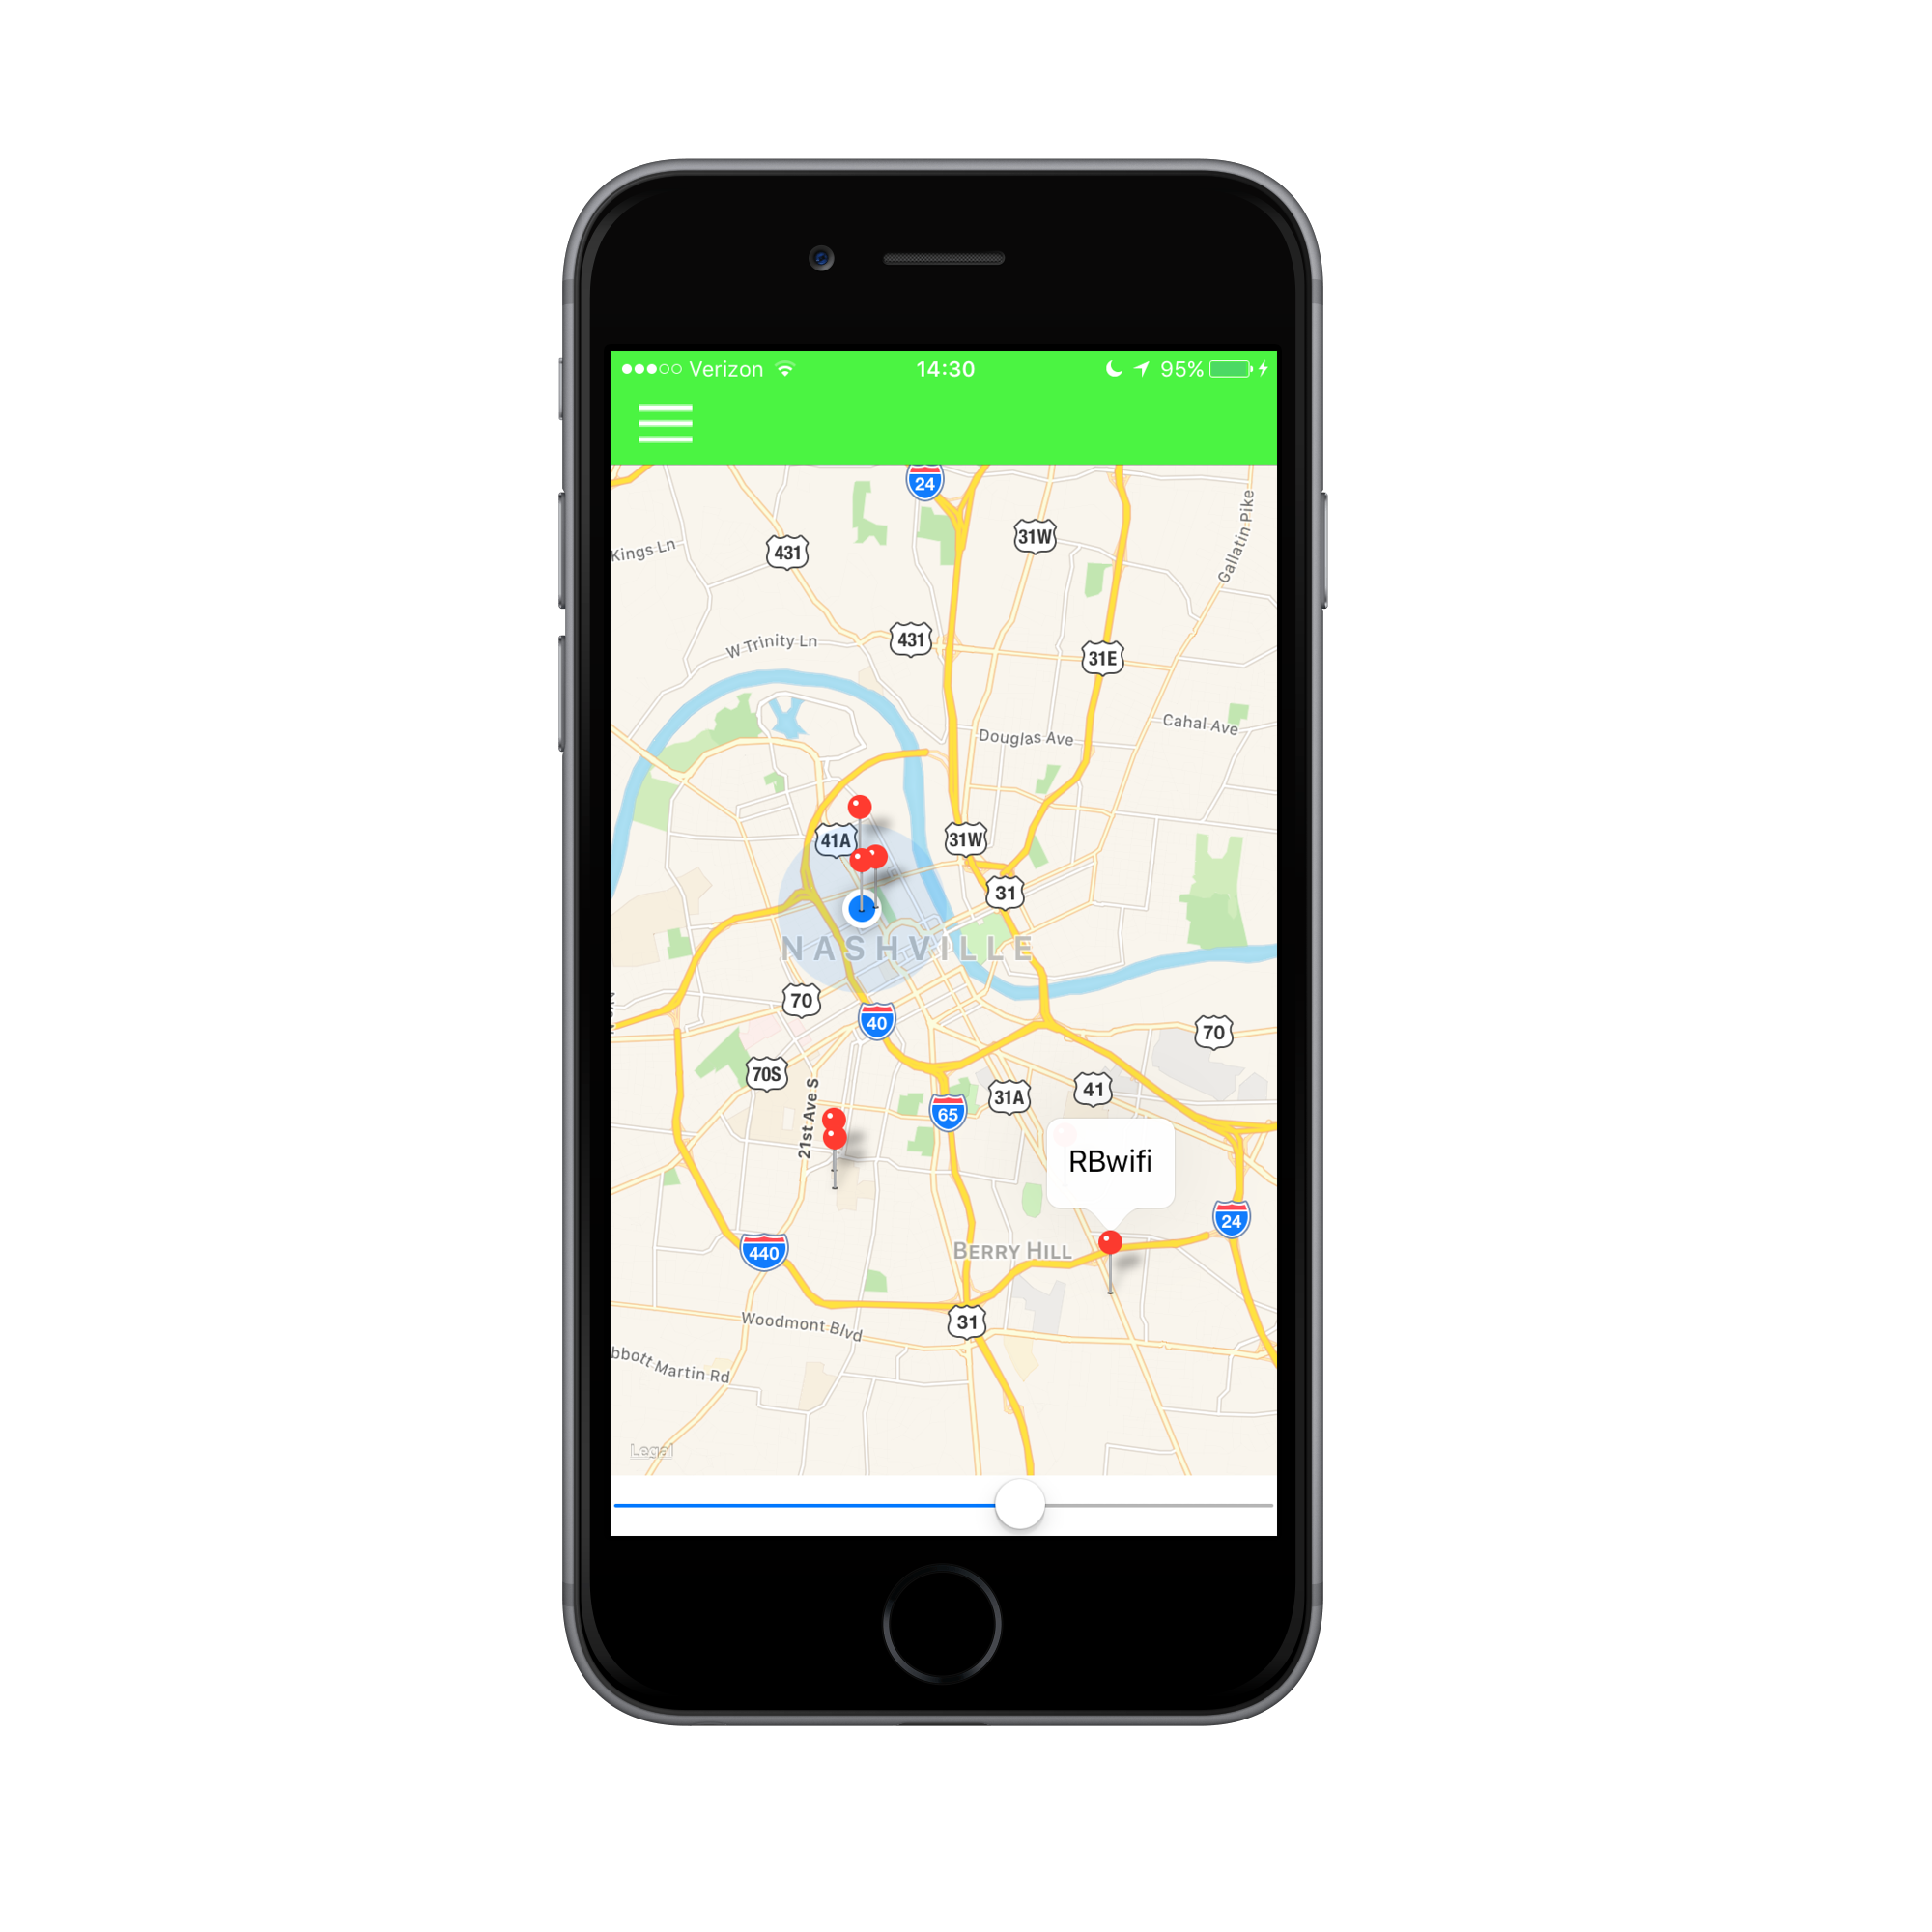 Verizon 14:30 95%
24
Gallatin Pike
31W
Kings Ln
431
431
W Trinity Ln
31E
Cahal Ave
Douglas Ave
41A
31W
31
NASHVILLE
70
40
70
70S
41
31A
21st Ave S
65
RBwifi
24
BERRY HILL
440
31
Woodmont Blvd
bbott Martin Rd
Legal